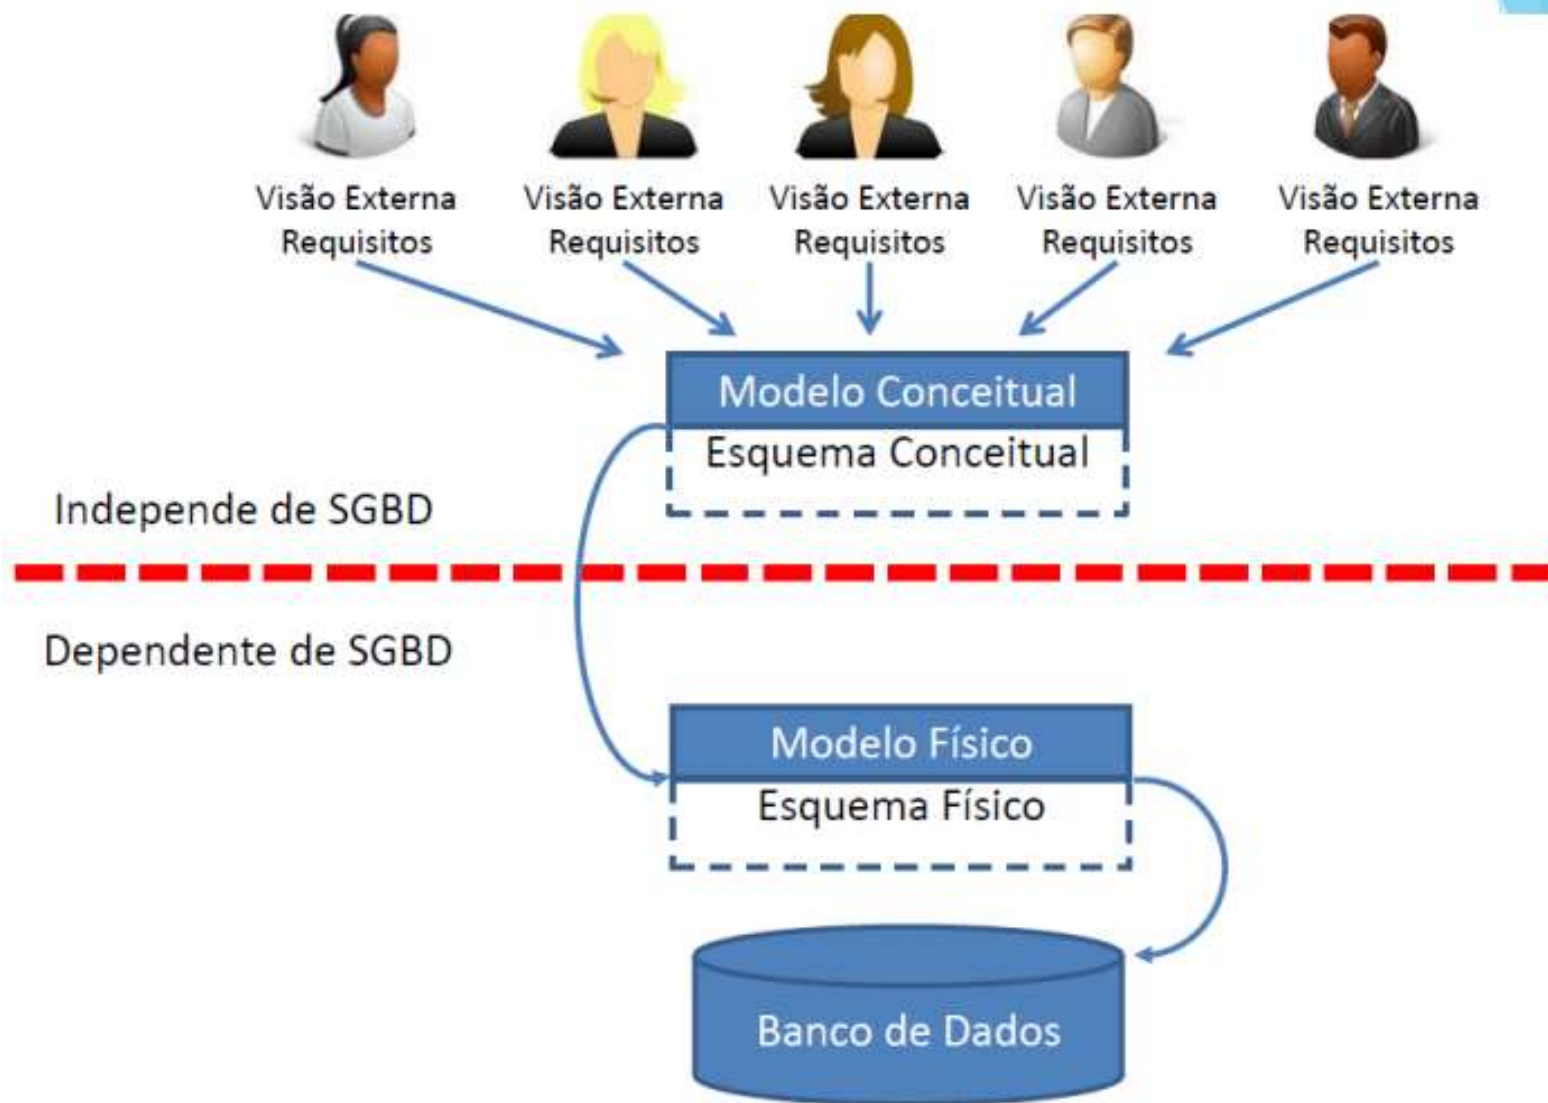 Visão Externa
Requisitos
Visão Externa
Requisitos
Visão Externa
Requisitos
Visão Externa
Requisitos
Visão Externa
Requisitos
Modelo Conceitual
Esquema Conceitual
Independe de SGBD
Dependente de SGBD
Modelo Físico
Esquema Físico
Banco de Dados